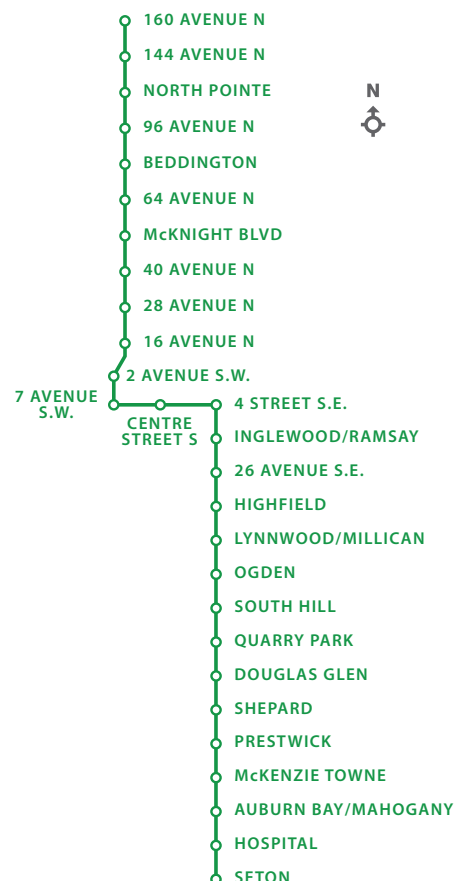 160 AVENUE N
144 AVENUE N
NORTH POINTE
N
96 AVENUE N
BEDDINGTON
64 AVENUE N
McKNIGHT BLVD
40 AVENUE N
28 AVENUE N
16 AVENUE N
2 AVENUE S.W.
7 AVENUE
S.W.
CENTRE
STREET S
4 STREET S.E.
INGLEWOOD/RAMSAY
26 AVENUE S.E.
HIGHFIELD
LYNNWOOD/MILLICAN
OGDEN
SOUTH HILL
QUARRY PARK
DOUGLAS GLEN
SHEPARD
PRESTWICK
McKENZIE TOWNE
AUBURN BAY/MAHOGANY
HOSPITAL
SETON